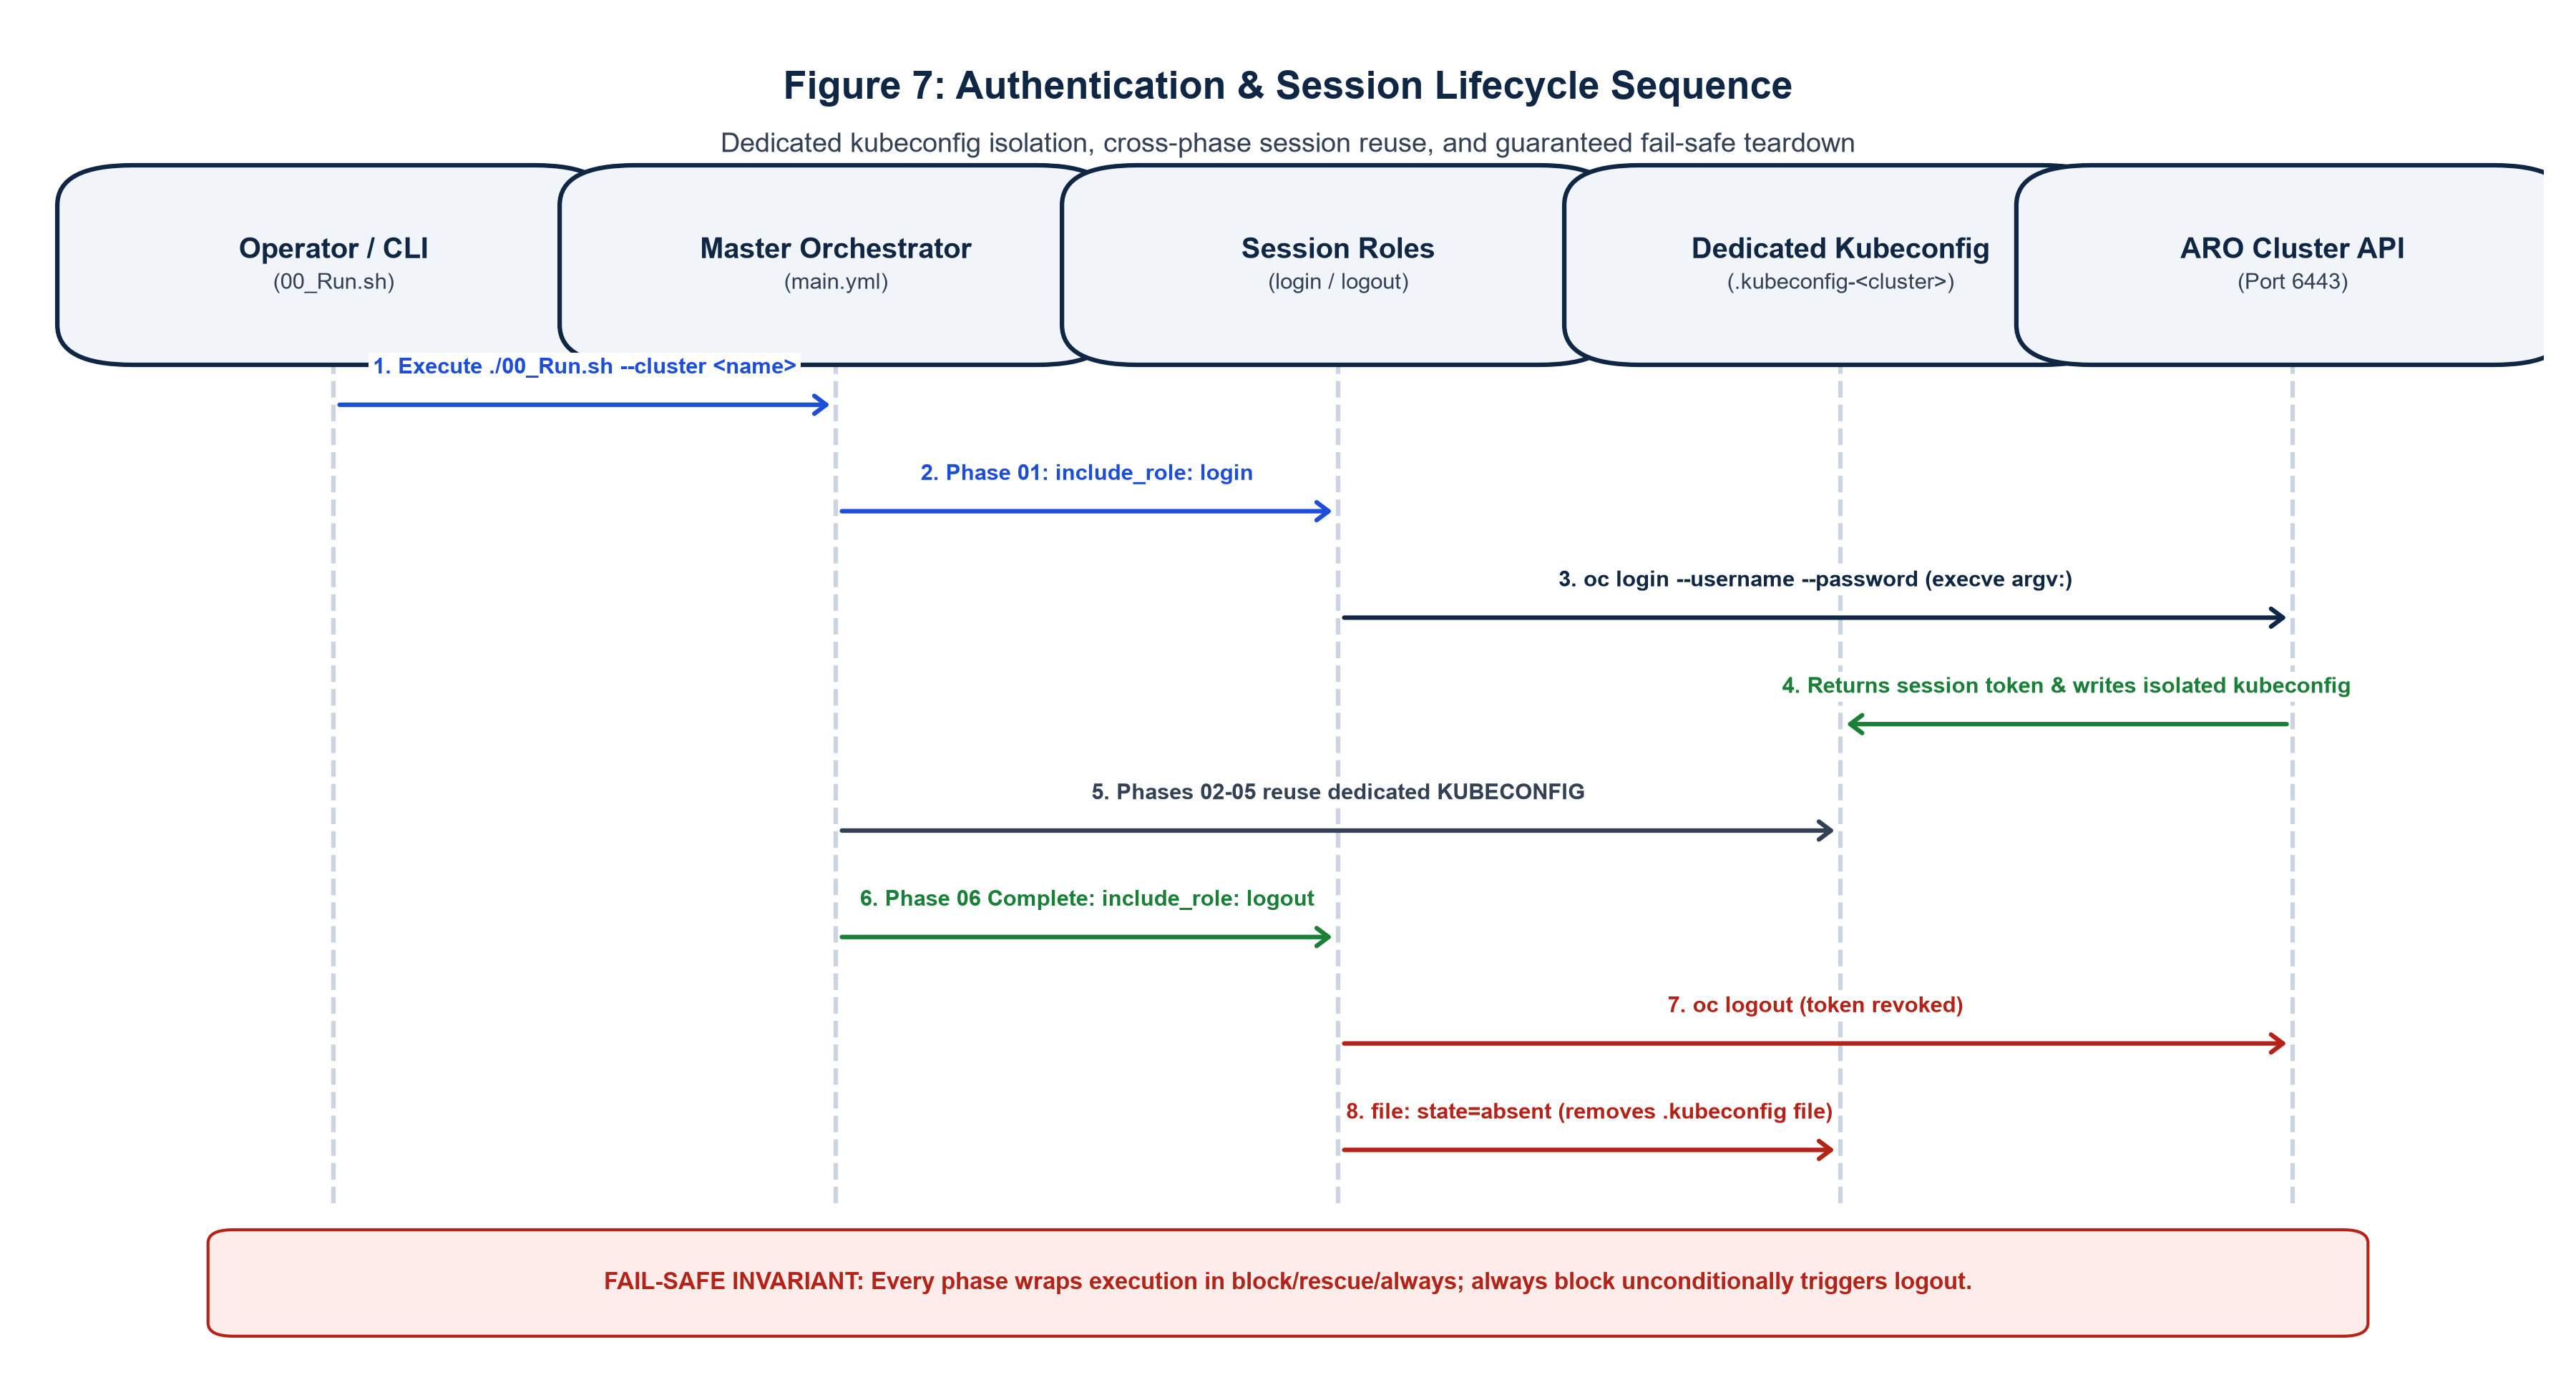 Figure 7: Authentication & Session Lifecycle Sequence
Dedicated kubeconfig isolation, cross-phase session reuse, and guaranteed fail-safe teardown
Operator / CLI
(00_Run.sh)
Master Orchestrator
(main.yml)
Session Roles
(login / logout)
Dedicated Kubeconfig
(.kubeconfig-<cluster>)
ARO Cluster API
(Port 6443)
1. Execute ./00_Run.sh --cluster <name>
2. Phase 01: include_role: login
3. oc login --username --password (execve argv:)
4. Returns session token & writes isolated kubeconfig
5. Phases 02-05 reuse dedicated KUBECONFIG
6. Phase 06 Complete: include_role: logout
7. oc logout (token revoked)
8. file: state=absent (removes .kubeconfig file)
FAIL-SAFE INVARIANT: Every phase wraps execution in block/rescue/always; always block unconditionally triggers logout.